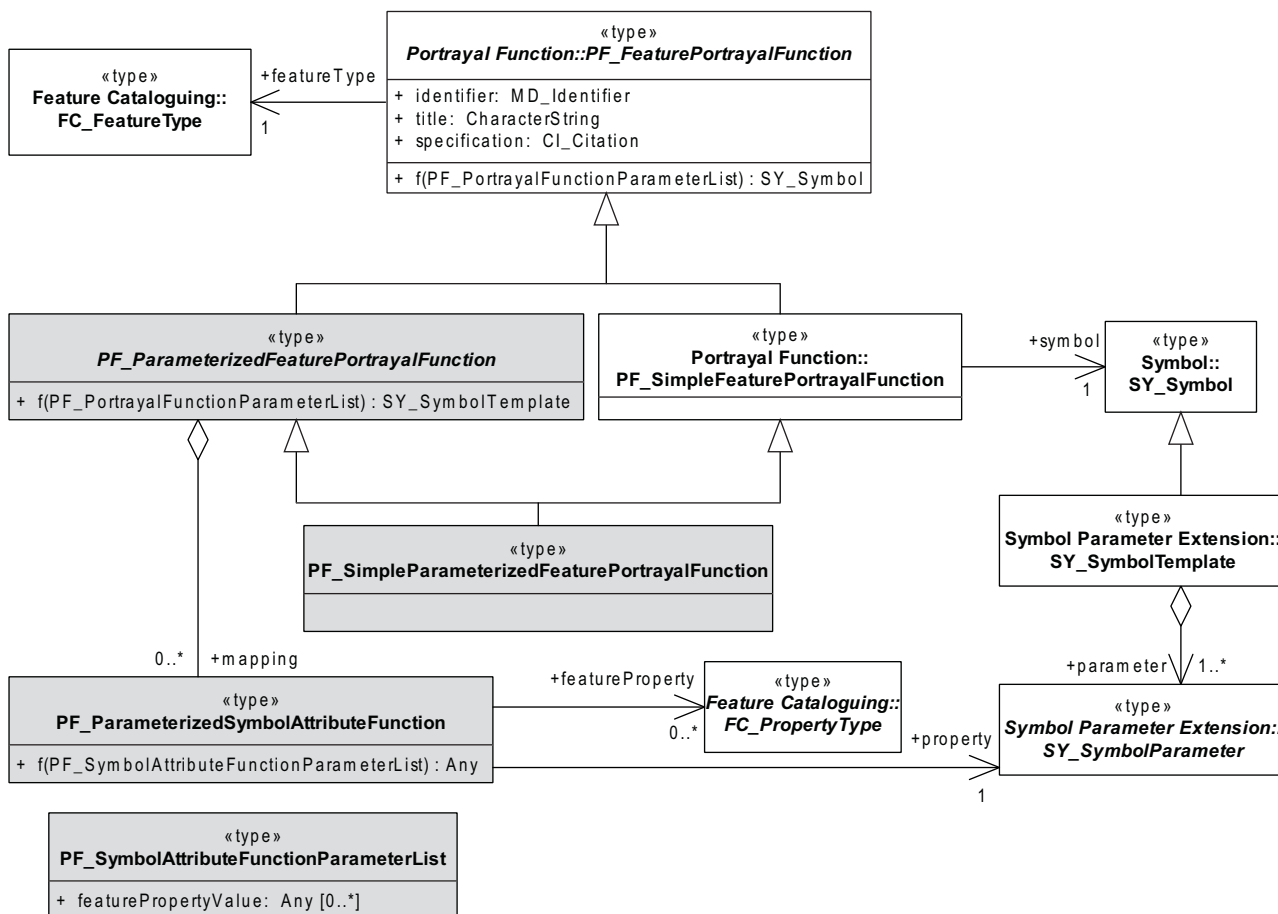 «type»
Portrayal Function::PF_FeaturePortrayalFunction
+ identifier: MD_Identifier
+ title: CharacterString
+ specification: CI_Citation
+ f(PF_PortrayalFunctionParameterList) : SY_Symbol
«type»
Feature Cataloguing::
FC_FeatureType
+featureType
1
«type»
PF_ParameterizedFeaturePortrayalFunction
+ f(PF_PortrayalFunctionParameterList) : SY_SymbolTemplate
«type»
Portrayal Function::
PF_SimpleFeaturePortrayalFunction
+symbol
1
«type»
Symbol::
SY_Symbol
«type»
PF_SimpleParameterizedFeaturePortrayalFunction
«type»
Symbol Parameter Extension::
SY_SymbolTemplate
0..* +mapping
+parameter 1..*
«type»
PF_ParameterizedSymbolAttributeFunction
+ f(PF_SymbolAttributeFunctionParameterList) : Any
+featureProperty
0..*
«type»
Feature Cataloguing::
FC_PropertyType
+property
1
«type»
Symbol Parameter Extension::
SY_SymbolParameter
«type»
PF_SymbolAttributeFunctionParameterList
+ featurePropertyValue: Any [0..*]